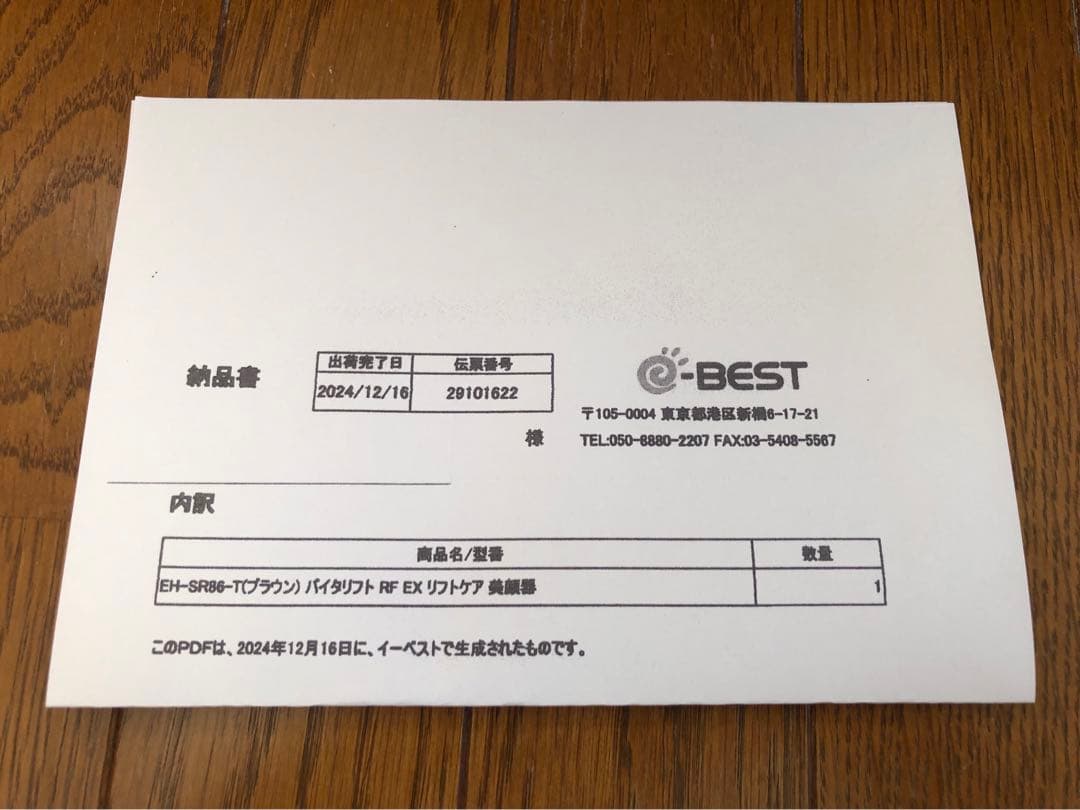 納品書
出荷完了日 伝票番号
2024/12/16 29101622
様
e-BEST
〒105-0004 東京都港区新橋6-17-21
TEL:050-8880-2207 FAX:03-5408-5567
内訳
商品名/型番 数量
EH-SR86-T(ブラウン) バイタリフト RF EX リフトケア 美顔器 1
このPDFは、2024年12月16日に、イーベストで生成されたものです。